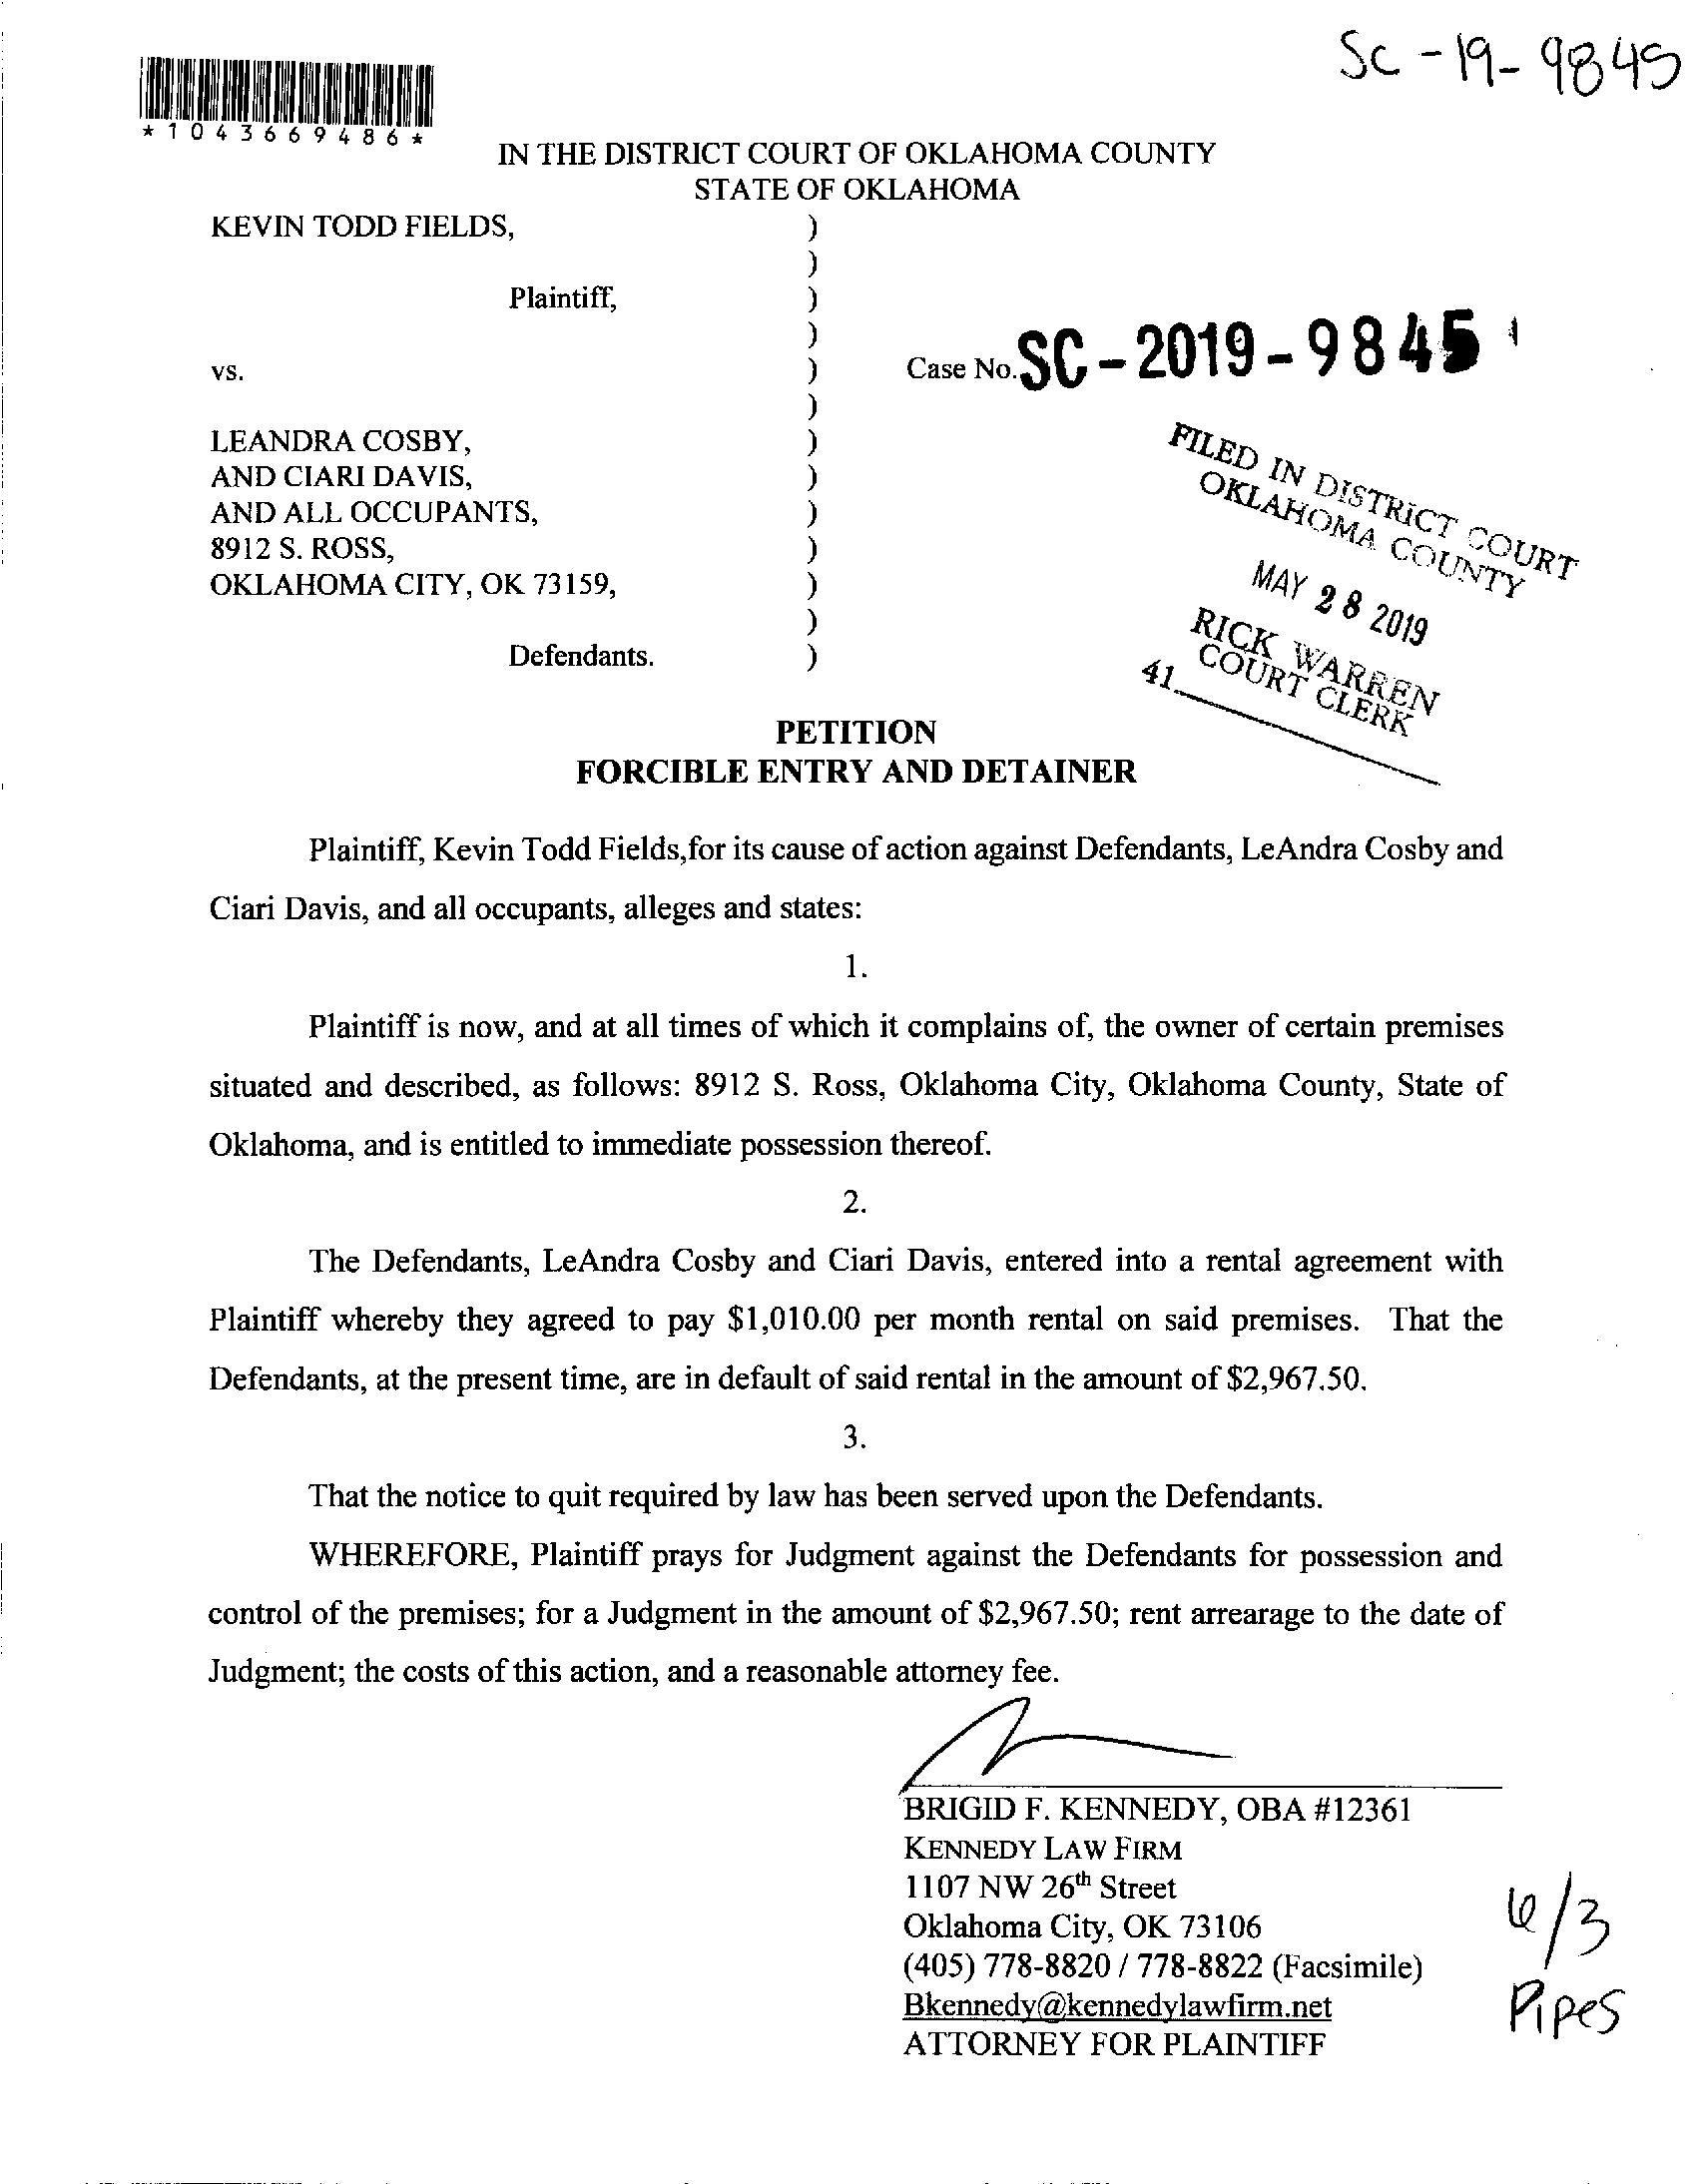 SC-19-9845
*1043669486*
IN THE DISTRICT COURT OF OKLAHOMA COUNTY
STATE OF OKLAHOMA
KEVIN TODD FIELDS, )
)
Plaintiff, )
)
vs. ) Case No. SC-2019-9845
)
LEANDRA COSBY, )
AND CIARI DAVIS, )
AND ALL OCCUPANTS, )
8912 S. ROSS, )
OKLAHOMA CITY, OK 73159, )
)
Defendants. )
FILED IN DISTRICT COURT
OKLAHOMA COUNTY
MAY 28 2019
RICK WARREN
COURT CLERK
41
PETITION
FORCIBLE ENTRY AND DETAINER
Plaintiff, Kevin Todd Fields,for its cause of action against Defendants, LeAndra Cosby and
Ciari Davis, and all occupants, alleges and states:
1.
Plaintiff is now, and at all times of which it complains of, the owner of certain premises
situated and described, as follows: 8912 S. Ross, Oklahoma City, Oklahoma County, State of
Oklahoma, and is entitled to immediate possession thereof.
2.
The Defendants, LeAndra Cosby and Ciari Davis, entered into a rental agreement with
Plaintiff whereby they agreed to pay $1,010.00 per month rental on said premises. That the
Defendants, at the present time, are in default of said rental in the amount of $2,967.50.
3.
That the notice to quit required by law has been served upon the Defendants.
WHEREFORE, Plaintiff prays for Judgment against the Defendants for possession and
control of the premises; for a Judgment in the amount of $2,967.50; rent arrearage to the date of
Judgment; the costs of this action, and a reasonable attorney fee.
BRIGID F. KENNEDY, OBA #12361
KENNEDY LAW FIRM
1107 NW 26th Street
Oklahoma City, OK 73106
(405) 778-8820 / 778-8822 (Facsimile)
Bkennedy@kennedylawfirm.net
ATTORNEY FOR PLAINTIFF
6/3
Pipes